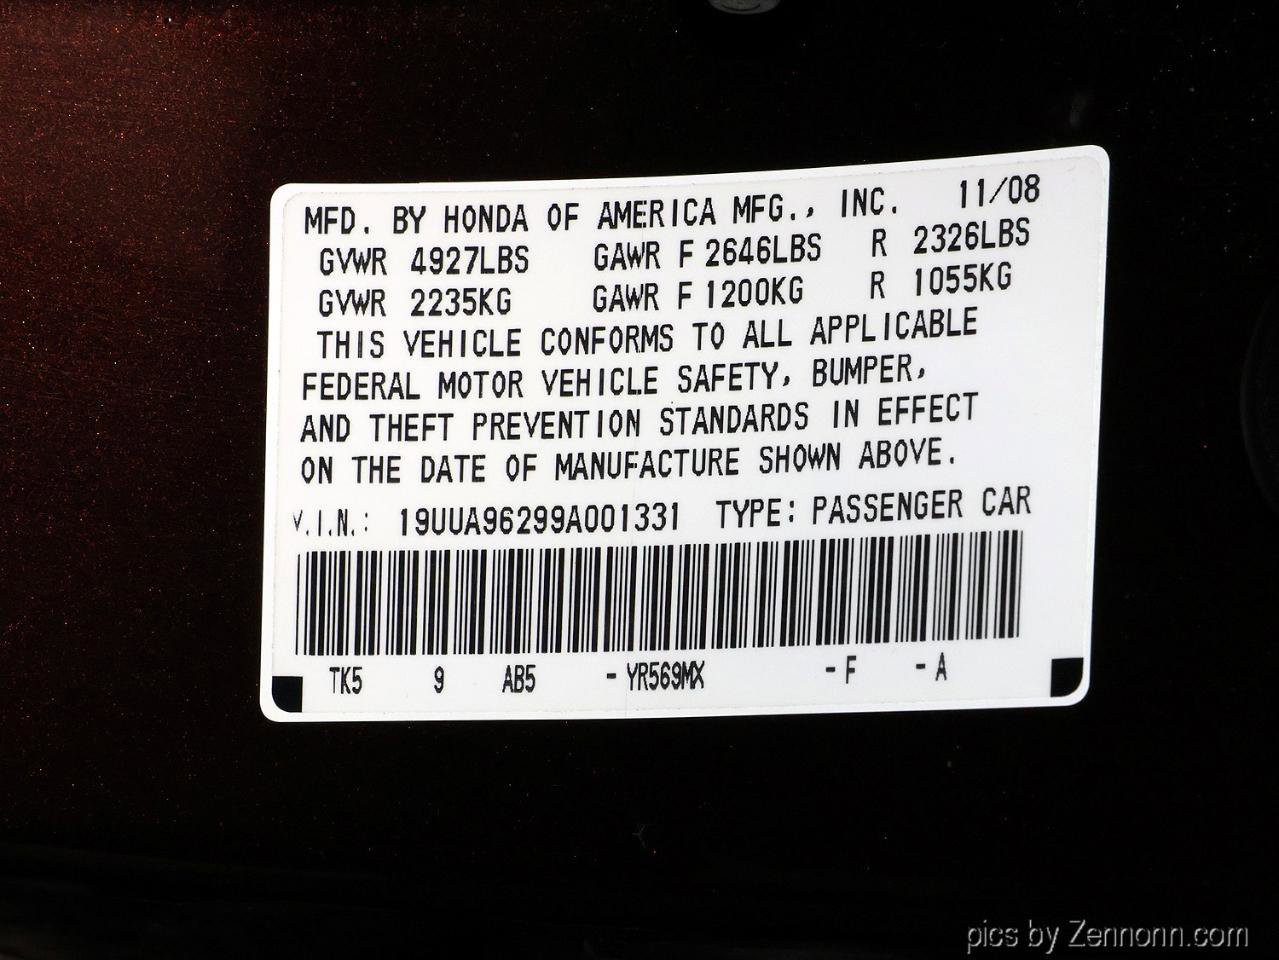 MFD. BY HONDA OF AMERICA MFG., INC. 11/08
GVWR 4927LBS GAWR F 2646LBS R 2326LBS
GVWR 2235KG GAWR F 1200KG R 1055KG
THIS VEHICLE CONFORMS TO ALL APPLICABLE
FEDERAL MOTOR VEHICLE SAFETY, BUMPER,
AND THEFT PREVENTION STANDARDS IN EFFECT
ON THE DATE OF MANUFACTURE SHOWN ABOVE.
V.I.N.: 19UUA96299A001331 TYPE: PASSENGER CAR
TK5 9 AB5 -YR569MX -F -A
pics by Zennonn.com